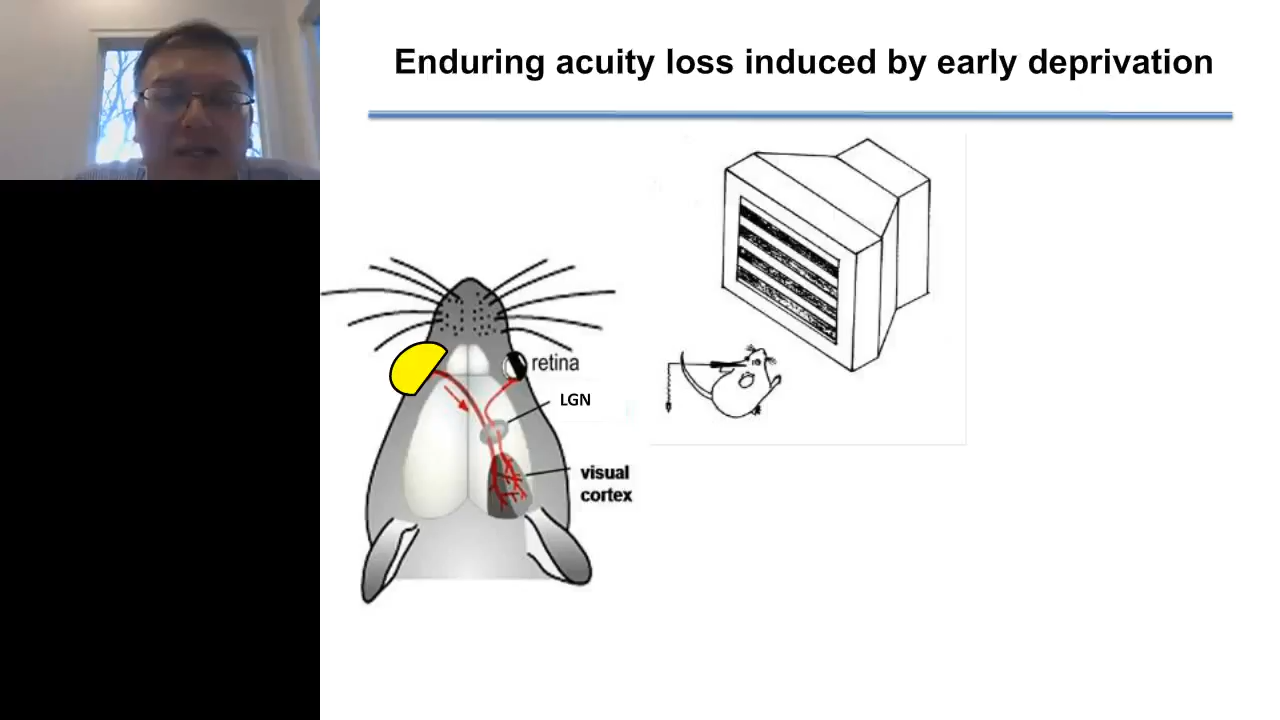 Enduring acuity loss induced by early deprivation
retina
LGN
visual
cortex